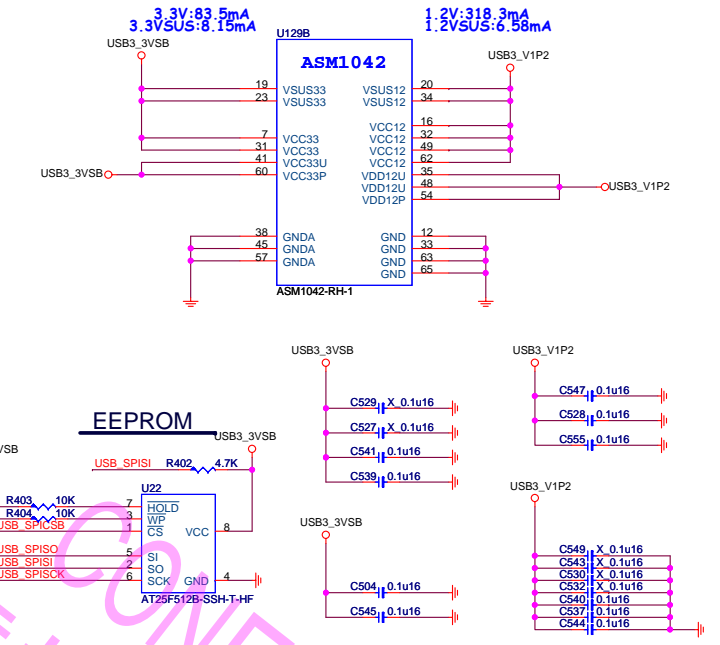 3.3V:83.5mA
3.3VSUS:8.15mA
1.2V:318.3mA
1.2VSUS:6.58mA
USB3_3VSB
U129B
USB3_V1P2
ASM1042
19 VSUS33 VSUS12 20
23 VSUS33 VSUS12 34
7 VCC33 VCC12 16
31 VCC33 VCC12 32
41 VCC33U VCC12 49
60 VCC33P VCC12 62
VDD12U 35
VDD12U 48
VDD12P 54
USB3_3VSB
USB3_V1P2
38 GNDA GND 12
45 GNDA GND 33
57 GNDA GND 63
GND 65
ASM1042-RH-1
EEPROM
VSB
USB3_3VSB
USB_SPISI R402 4.7K
U22
R403 10K 7 HOLD
R404 10K 3 WP
USB_SPICSB 1 CS VCC 8
USB_SPISO 5 SI
USB_SPISI 2 SO
USB_SPISCK 6 SCK GND 4
AT25F512B-SSH-T-HF
USB3_3VSB
C529 X_0.1u16
C527 X_0.1u16
C541 0.1u16
C539 0.1u16
USB3_3VSB
C504 0.1u16
C545 0.1u16
USB3_V1P2
C547 0.1u16
C528 0.1u16
C555 0.1u16
USB3_V1P2
C549 X_0.1u16
C543 X_0.1u16
C530 X_0.1u16
C532 X_0.1u16
C540 0.1u16
C537 0.1u16
C544 0.1u16